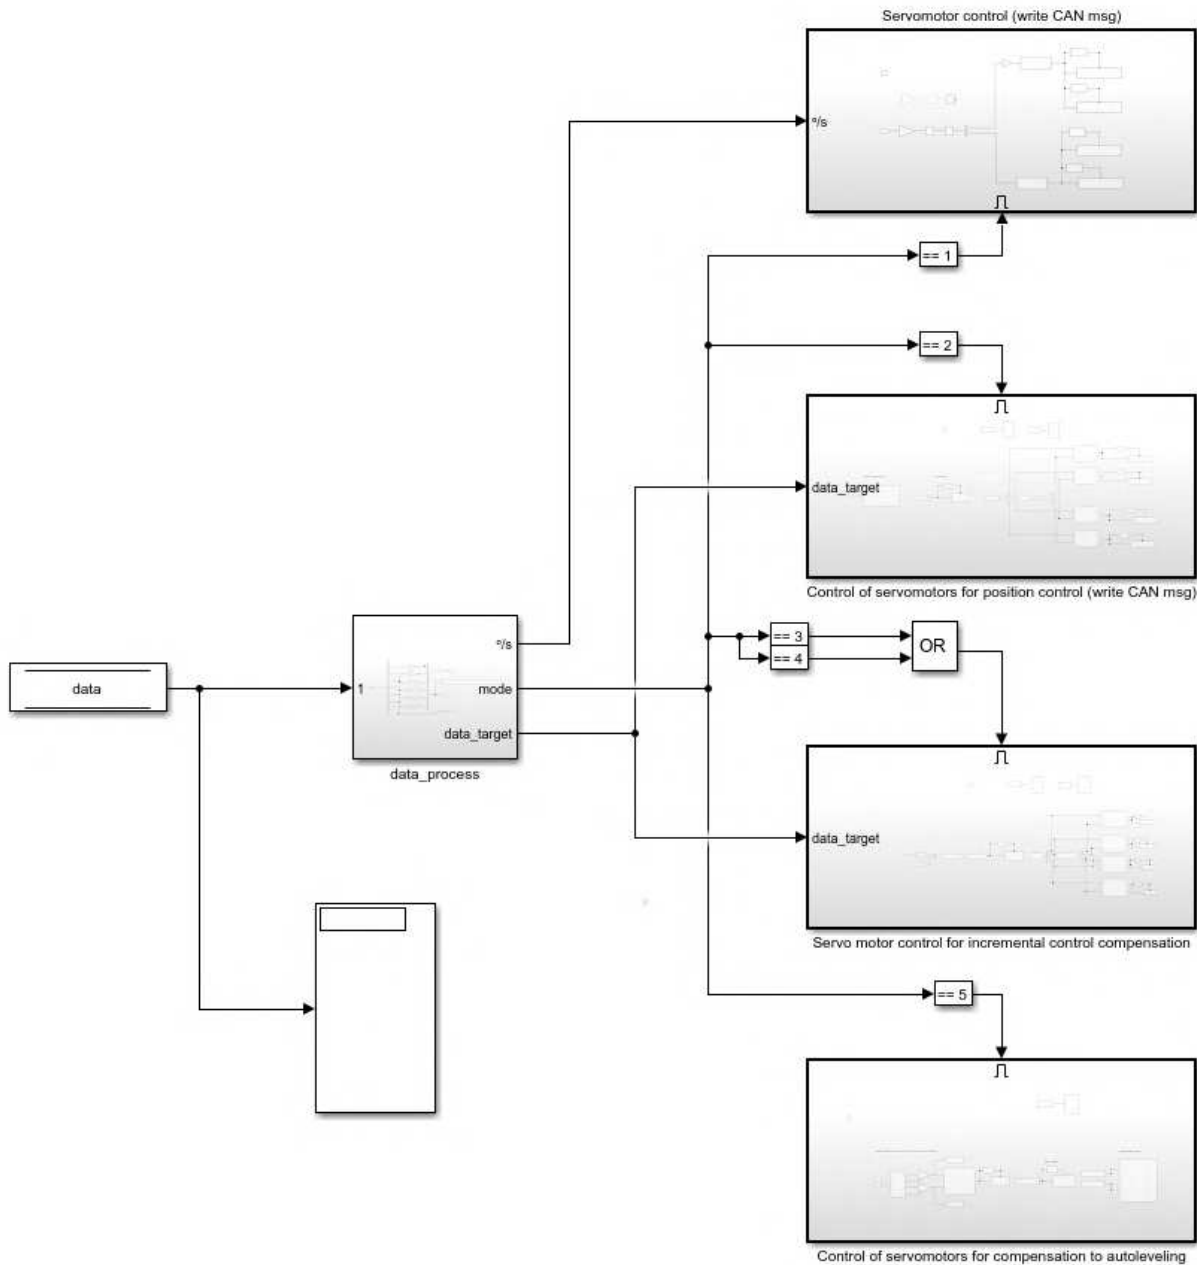 Servomotor control (write CAN msg)
º/s
== 1
== 2
data_target
Control of servomotors for position control (write CAN msg)
== 3
== 4
OR
º/s
data
1
mode
data_target
data_process
data_target
Servo motor control for incremental control compensation
== 5
Control of servomotors for compensation to autoleveling